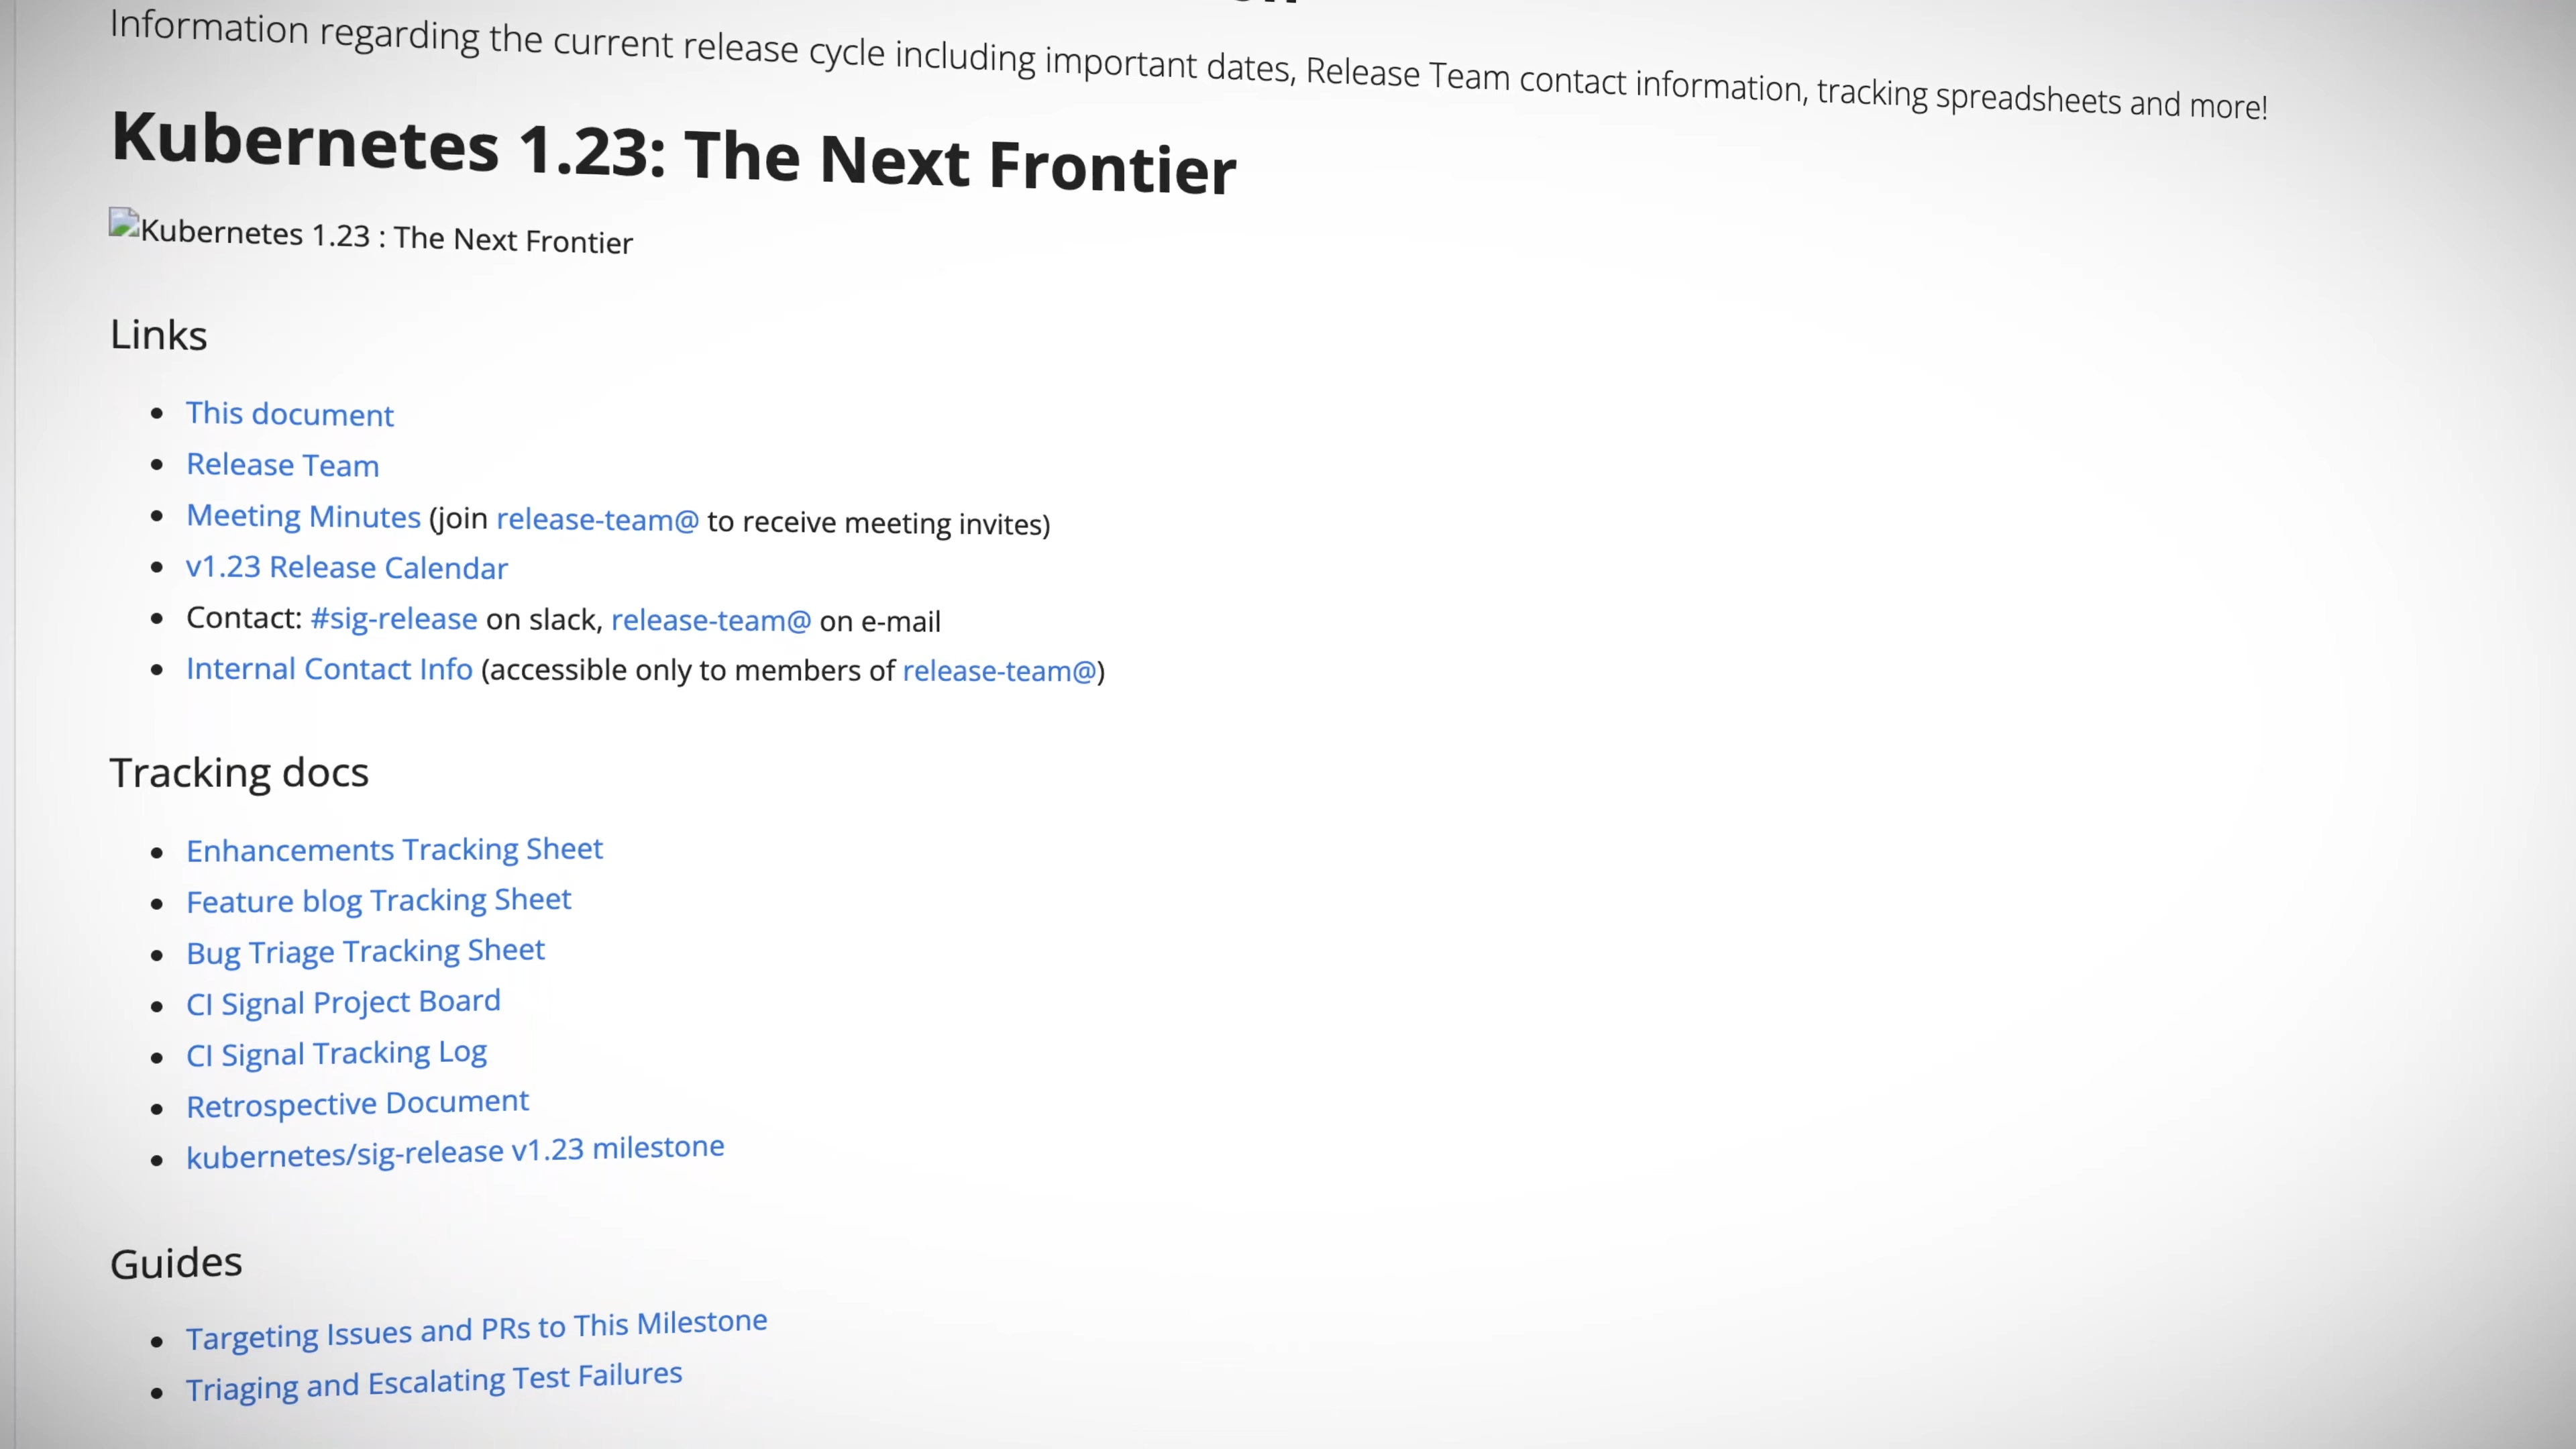 Information regarding the current release cycle including important dates, Release Team contact information, tracking spreadsheets and more!
Kubernetes 1.23: The Next Frontier
Kubernetes 1.23 : The Next Frontier
Links
This document
Release Team
Meeting Minutes (join release-team@ to receive meeting invites)
v1.23 Release Calendar
Contact: #sig-release on slack, release-team@ on e-mail
Internal Contact Info (accessible only to members of release-team@)
Tracking docs
Enhancements Tracking Sheet
Feature blog Tracking Sheet
Bug Triage Tracking Sheet
CI Signal Project Board
CI Signal Tracking Log
Retrospective Document
kubernetes/sig-release v1.23 milestone
Guides
Targeting Issues and PRs to This Milestone
Triaging and Escalating Test Failures